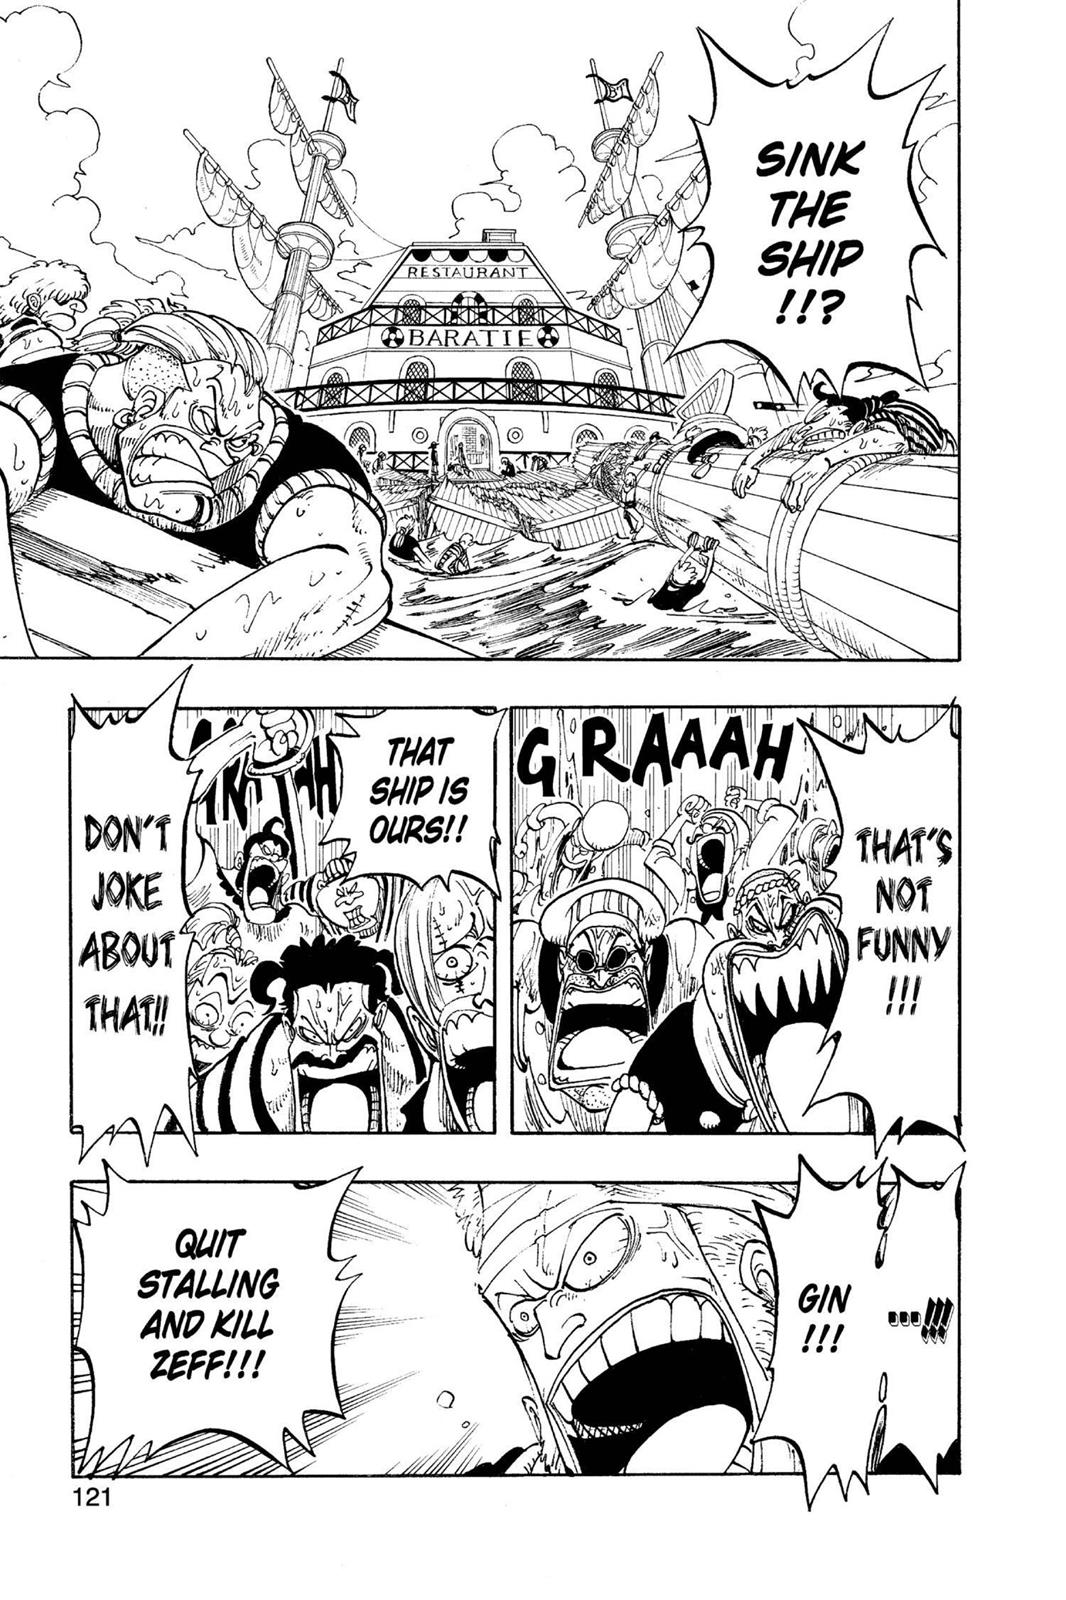 SINK
THE
SHIP
!!?
RESTAURANT
BARATIE
THAT'S
NOT
FUNNY
!!!
GRAAAH
THAT
SHIP IS
OURS!!
DON'T
JOKE
ABOUT
THAT!!
...!!!
GIN
!!!
QUIT
STALLING
AND KILL
ZEFF!!!
121